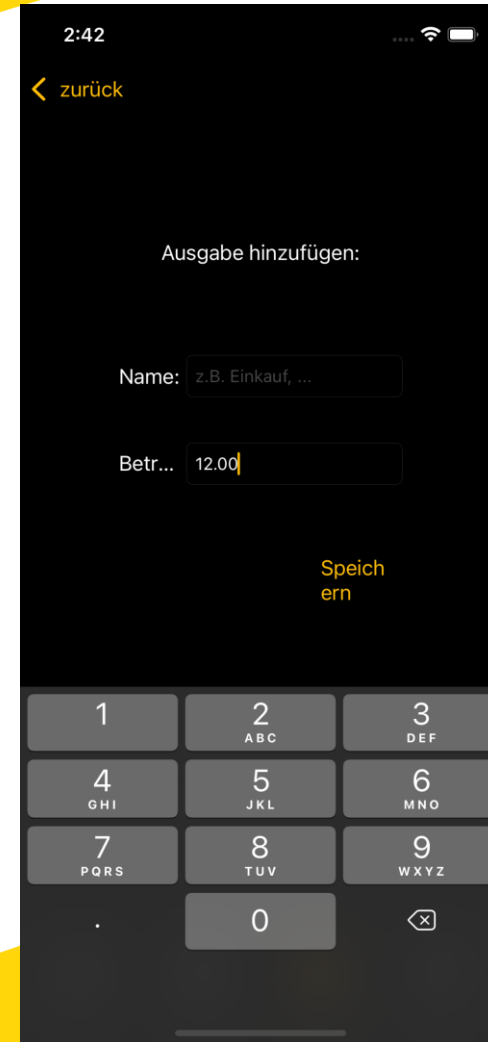 2:42
zurück
Ausgabe hinzufügen:
Name: z.B. Einkauf, ...
Betr... 12.00
Speich
ern
1 2 3
ABC DEF
4 5 6
GHI JKL MNO
7 8 9
PQRS TUV WXYZ
. 0